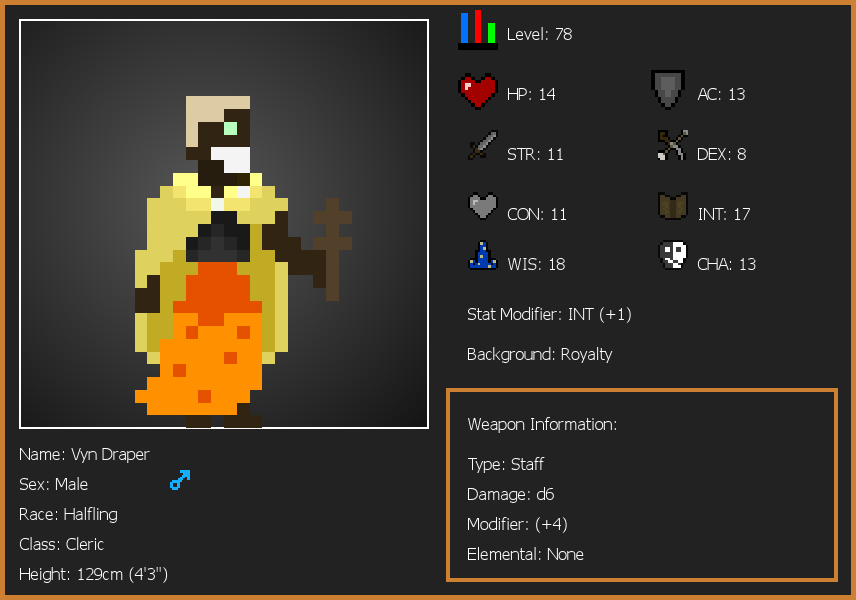 Level: 78
HP: 14
AC: 13
STR: 11
DEX: 8
CON: 11
INT: 17
WIS: 18
CHA: 13
Stat Modifier: INT (+1)
Background: Royalty
Weapon Information:
Type: Staff
Damage: d6
Modifier: (+4)
Elemental: None
Name: Vyn Draper
Sex: Male
Race: Halfling
Class: Cleric
Height: 129cm (4'3")